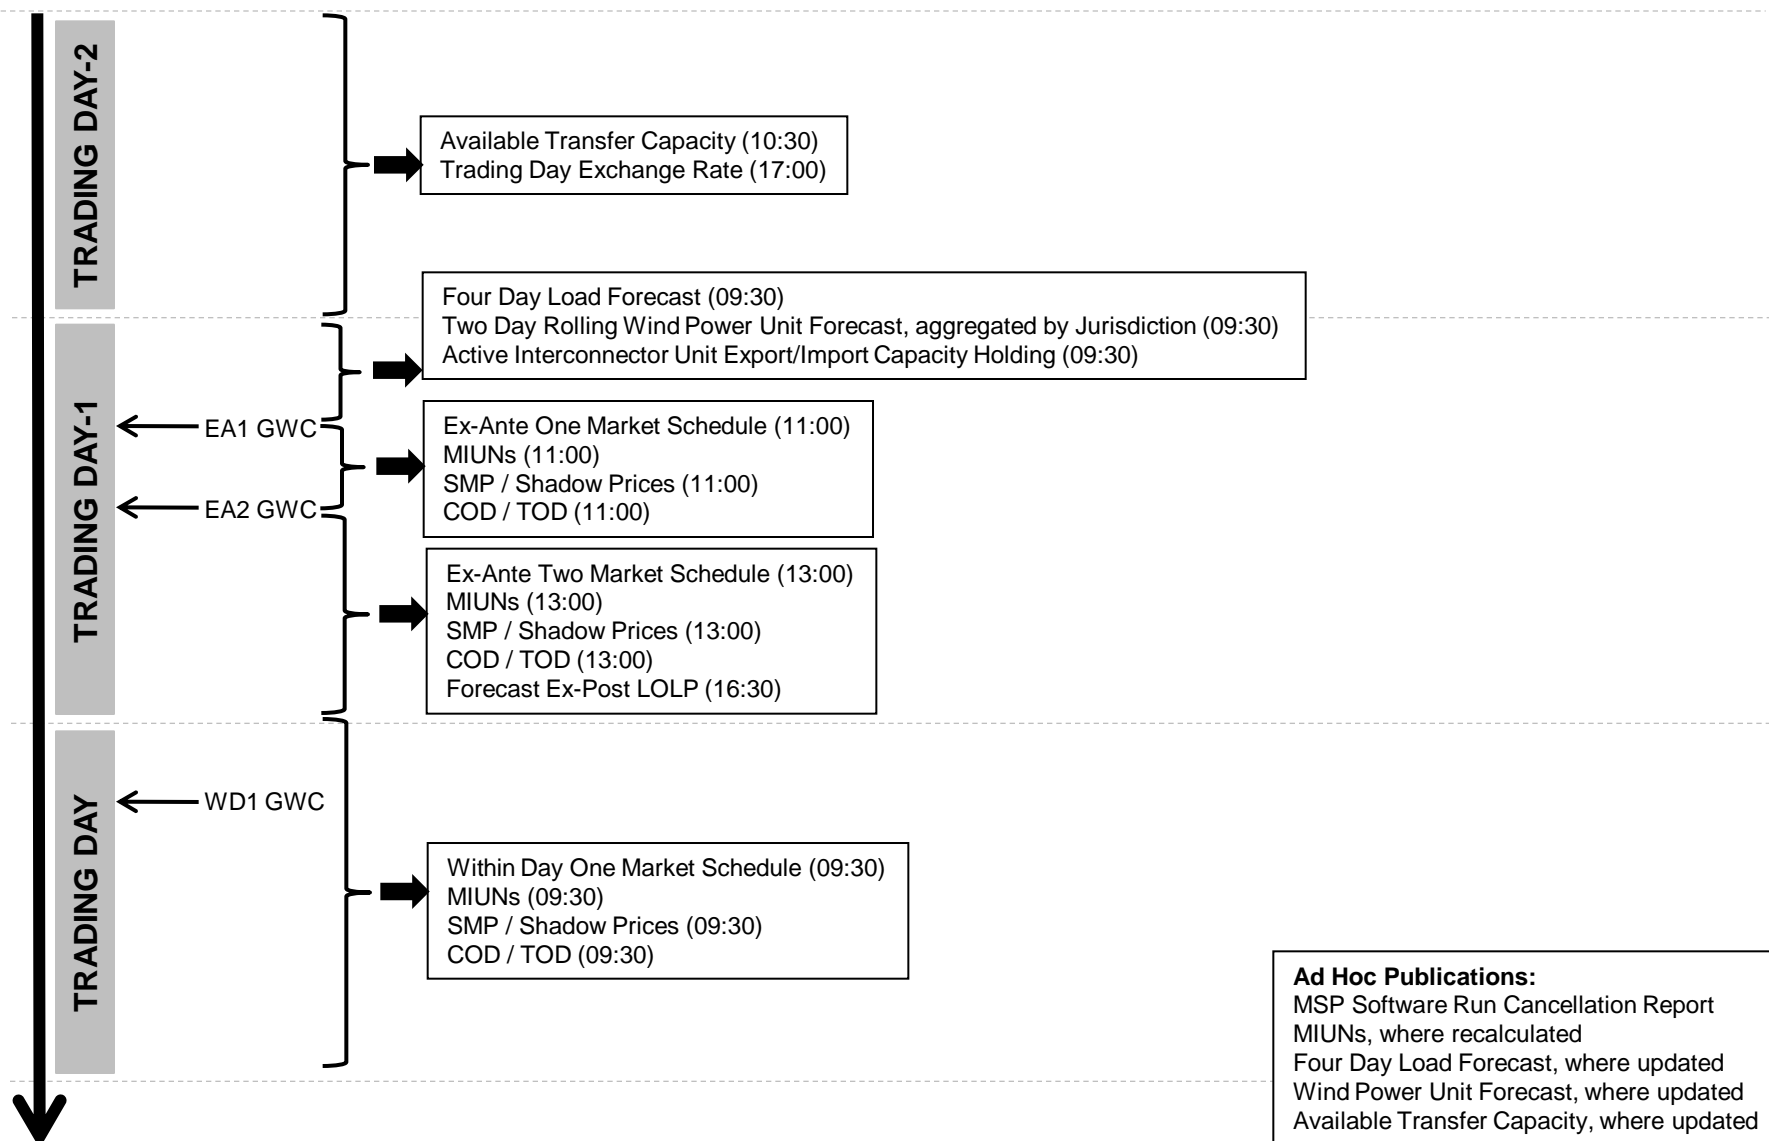 TRADING DAY-2
Available Transfer Capacity (10:30)
Trading Day Exchange Rate (17:00)
TRADING DAY-1
Four Day Load Forecast (09:30)
Two Day Rolling Wind Power Unit Forecast, aggregated by Jurisdiction (09:30)
Active Interconnector Unit Export/Import Capacity Holding (09:30)
EA1 GWC
Ex-Ante One Market Schedule (11:00)
MIUNs (11:00)
SMP / Shadow Prices (11:00)
COD / TOD (11:00)
EA2 GWC
Ex-Ante Two Market Schedule (13:00)
MIUNs (13:00)
SMP / Shadow Prices (13:00)
COD / TOD (13:00)
Forecast Ex-Post LOLP (16:30)
TRADING DAY
WD1 GWC
Within Day One Market Schedule (09:30)
MIUNs (09:30)
SMP / Shadow Prices (09:30)
COD / TOD (09:30)
Ad Hoc Publications:
MSP Software Run Cancellation Report
MIUNs, where recalculated
Four Day Load Forecast, where updated
Wind Power Unit Forecast, where updated
Available Transfer Capacity, where updated